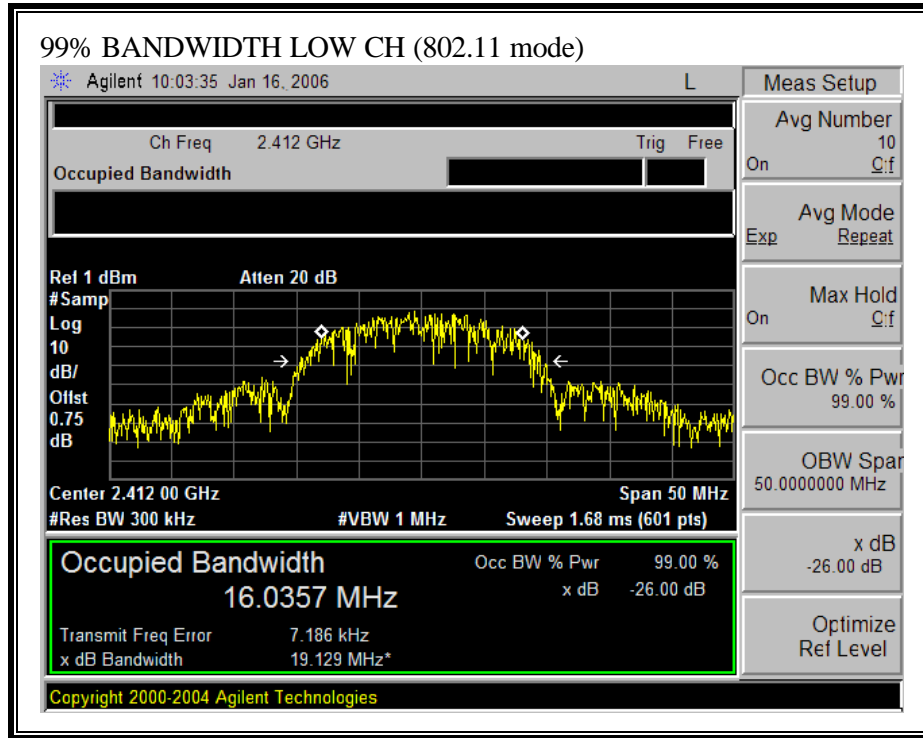 99% BANDWIDTH LOW CH (802.11 mode)
Agilent 10:03:35 Jan 16, 2006 L
Ch Freq 2.412 GHz Trig Free
Occupied Bandwidth
Ref 1 dBm Atten 20 dB
#Samp
Log
10
dB/
Offst
0.75
dB
Center 2.412 00 GHz Span 50 MHz
#Res BW 300 kHz #VBW 1 MHz Sweep 1.68 ms (601 pts)
Occupied Bandwidth
16.0357 MHz
Occ BW % Pwr 99.00 %
x dB -26.00 dB
Transmit Freq Error 7.186 kHz
x dB Bandwidth 19.129 MHz*
Copyright 2000-2004 Agilent Technologies
Meas Setup
Avg Number
10
On Off
Avg Mode
Exp Repeat
Max Hold
On Off
Occ BW % Pwr
99.00 %
OBW Spar
50.0000000 MHz
x dB
-26.00 dB
Optimize
Ref Level